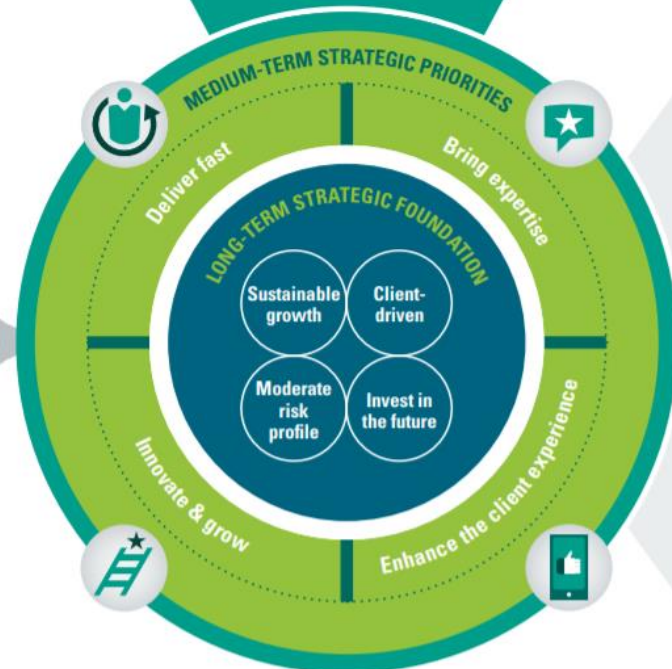 MEDIUM-TERM STRATEGIC PRIORITIES
Deliver fast
Bring expertise
LONG-TERM STRATEGIC FOUNDATION
Sustainable
growth
Client-
driven
Moderate
risk
profile
Invest in
the future
Innovate & grow
Enhance the client experience